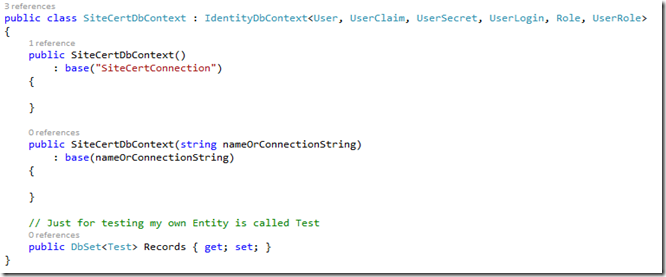 3 references
public class SiteCertDbContext : IdentityDbContext<User, UserClaim, UserSecret, UserLogin, Role, UserRole>
{
1 reference
public SiteCertDbContext()
: base("SiteCertConnection")
{
}
0 references
public SiteCertDbContext(string nameOrConnectionString)
: base(nameOrConnectionString)
{
}
// Just for testing my own Entity is called Test
0 references
public DbSet<Test> Records { get; set; }
}